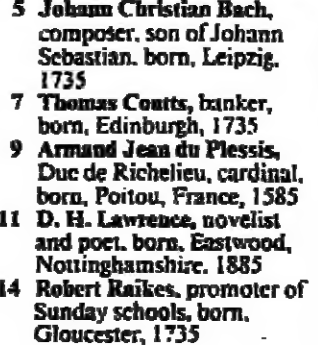 5 Johann Christian Bach,
composer, son of Johann
Sebastian. born, Leipzig.
1735
7 Thomas Coutts, banker,
born, Edinburgh, 1735
9 Armand Jean du Plessis,
Duc de Richelieu, cardinal,
born, Poitou, France, 1585
11 D. H. Lawrence, novelist
and poet. born, Eastwood,
Nottinghamshire. 1885
14 Robert Raikes, promoter of
Sunday schools, born,
Gloucester, 1735